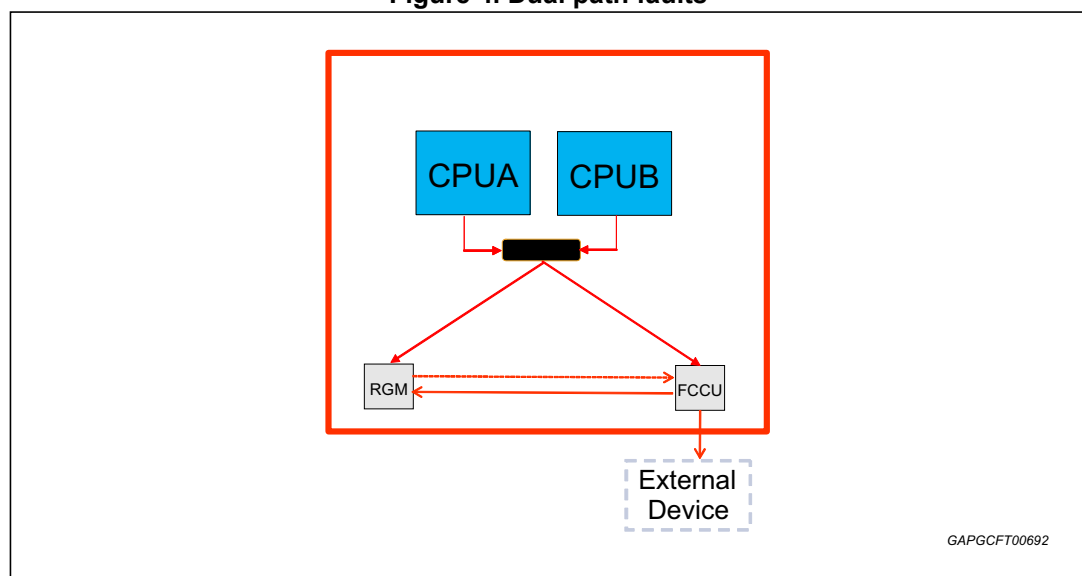 Figure 4. Dual path faults
CPUA CPUB
RGM FCCU
External
Device
GAPGCFT00692